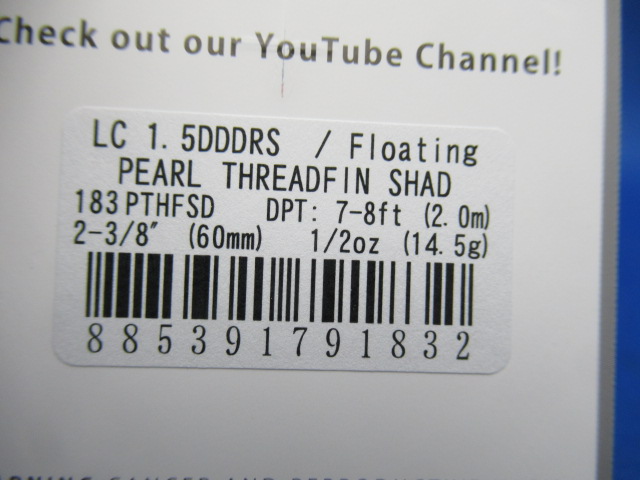 Check out our YouTube Channel!
LC 1.5DDDRS / Floating
PEARL THREADFIN SHAD
183PTHFSD DPT: 7-8ft (2.0m)
2-3/8" (60mm) 1/2oz (14.5g)
885391791832